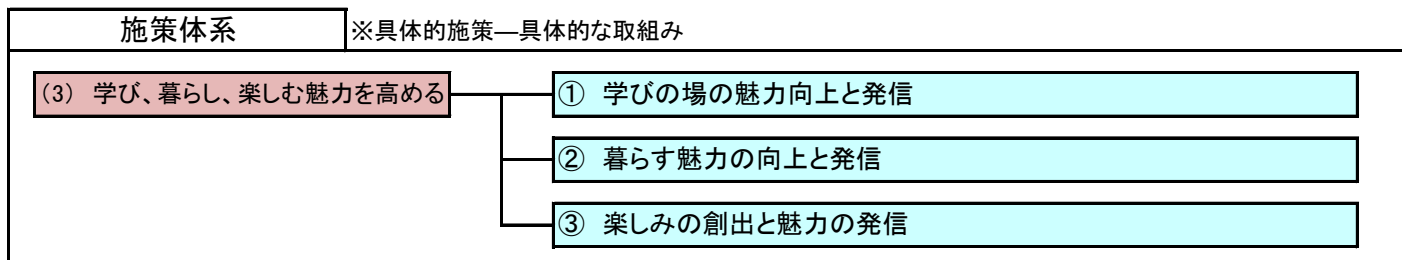 施策体系
※具体的施策―具体的な取組み
（3） 学び、暮らし、楽しむ魅力を高める
① 学びの場の魅力向上と発信
② 暮らす魅力の向上と発信
③ 楽しみの創出と魅力の発信